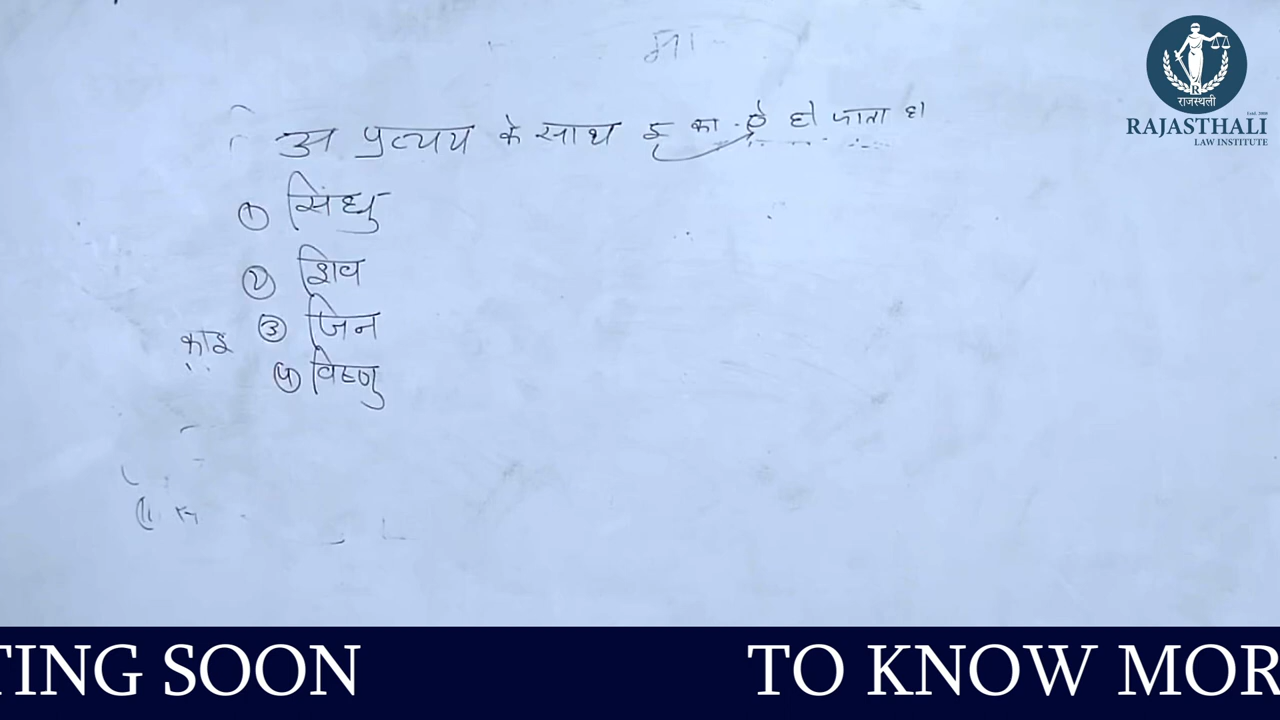 राजस्थली
RAJASTHALI
LAW INSTITUTE
अ प्रत्यय के साथ इ का ऐ हो जाता है।
① सिंधु
② शिव
③ जिन
④ विष्णु
TING SOON TO KNOW MOR